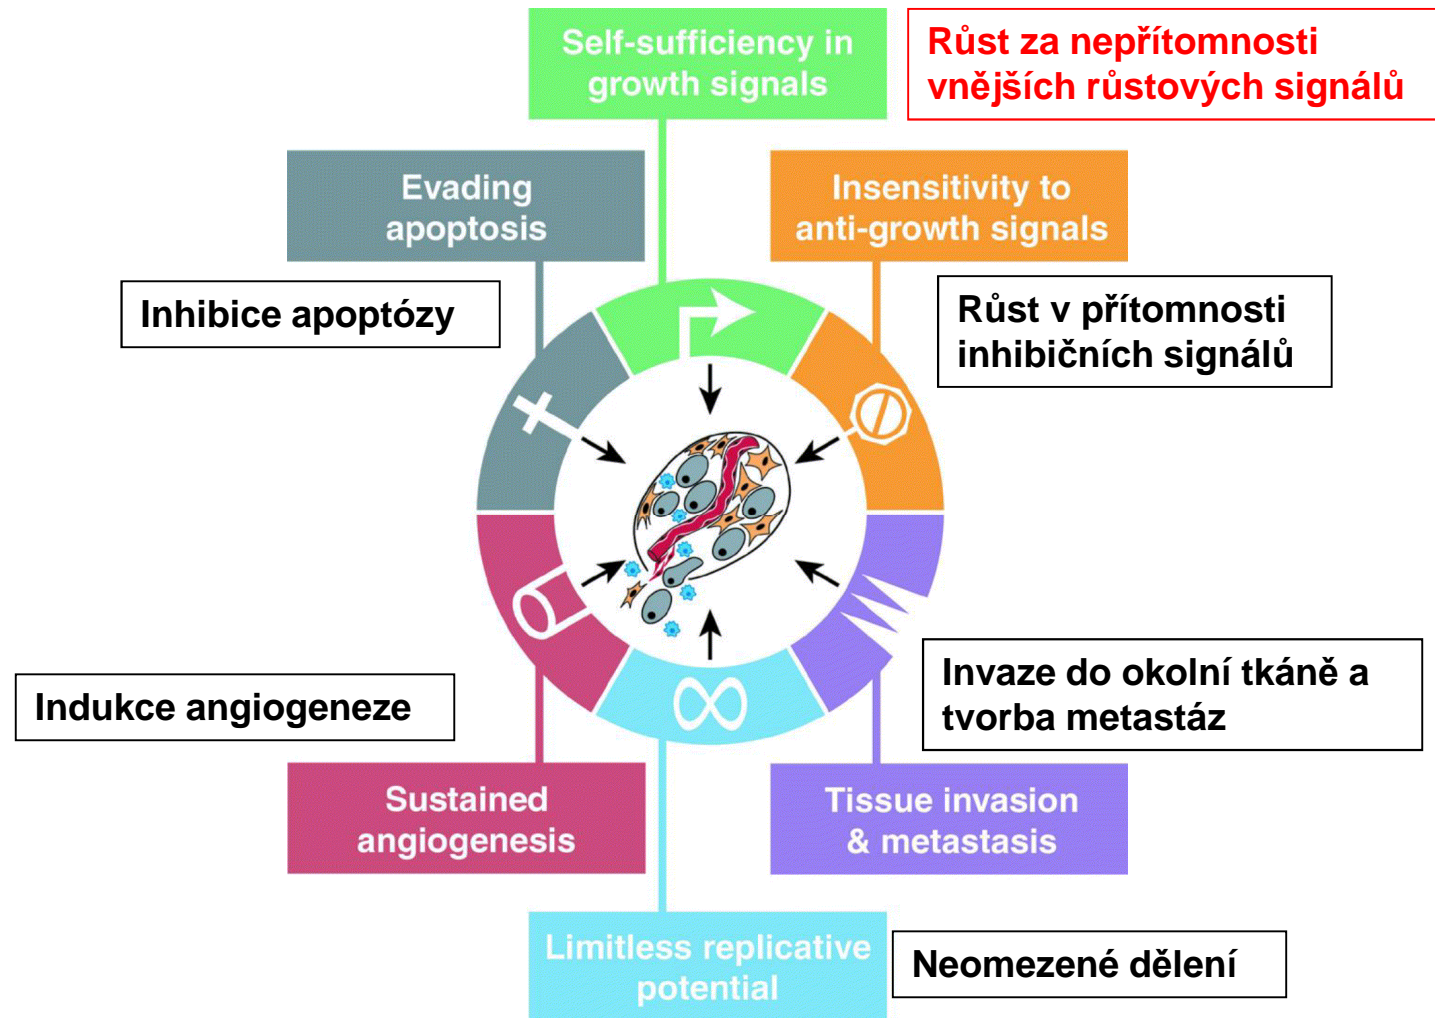 Self-sufficiency in
growth signals
Růst za nepřítomnosti
vnějších růstových signálů
Evading
apoptosis
Insensitivity to
anti-growth signals
Inhibice apoptózy
Růst v přítomnosti
inhibičních signálů
Indukce angiogeneze
Invaze do okolní tkáně a
tvorba metastáz
Sustained
angiogenesis
Tissue invasion
& metastasis
Limitless replicative
potential
Neomezené dělení